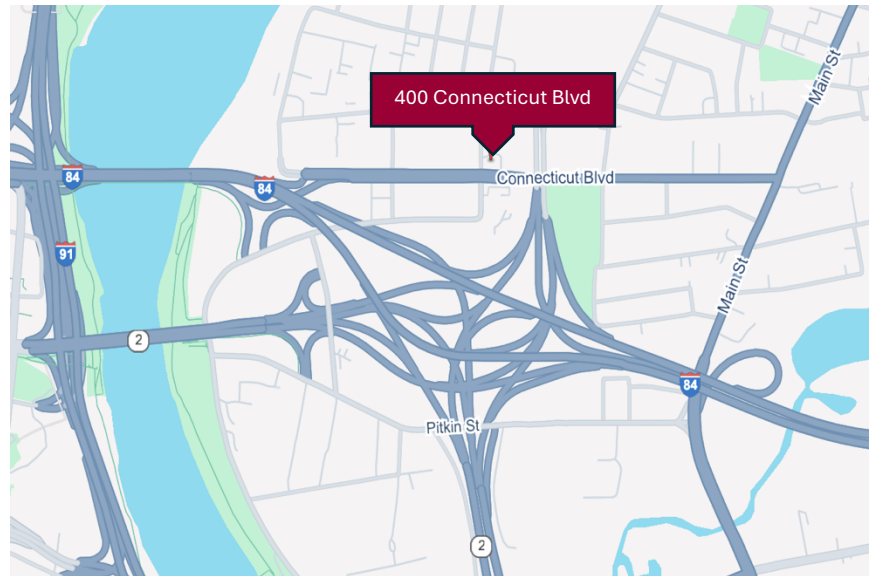 Main St
400 Connecticut Blvd
84
84
Connecticut Blvd
91
Main St
2
84
Pitkin St
2